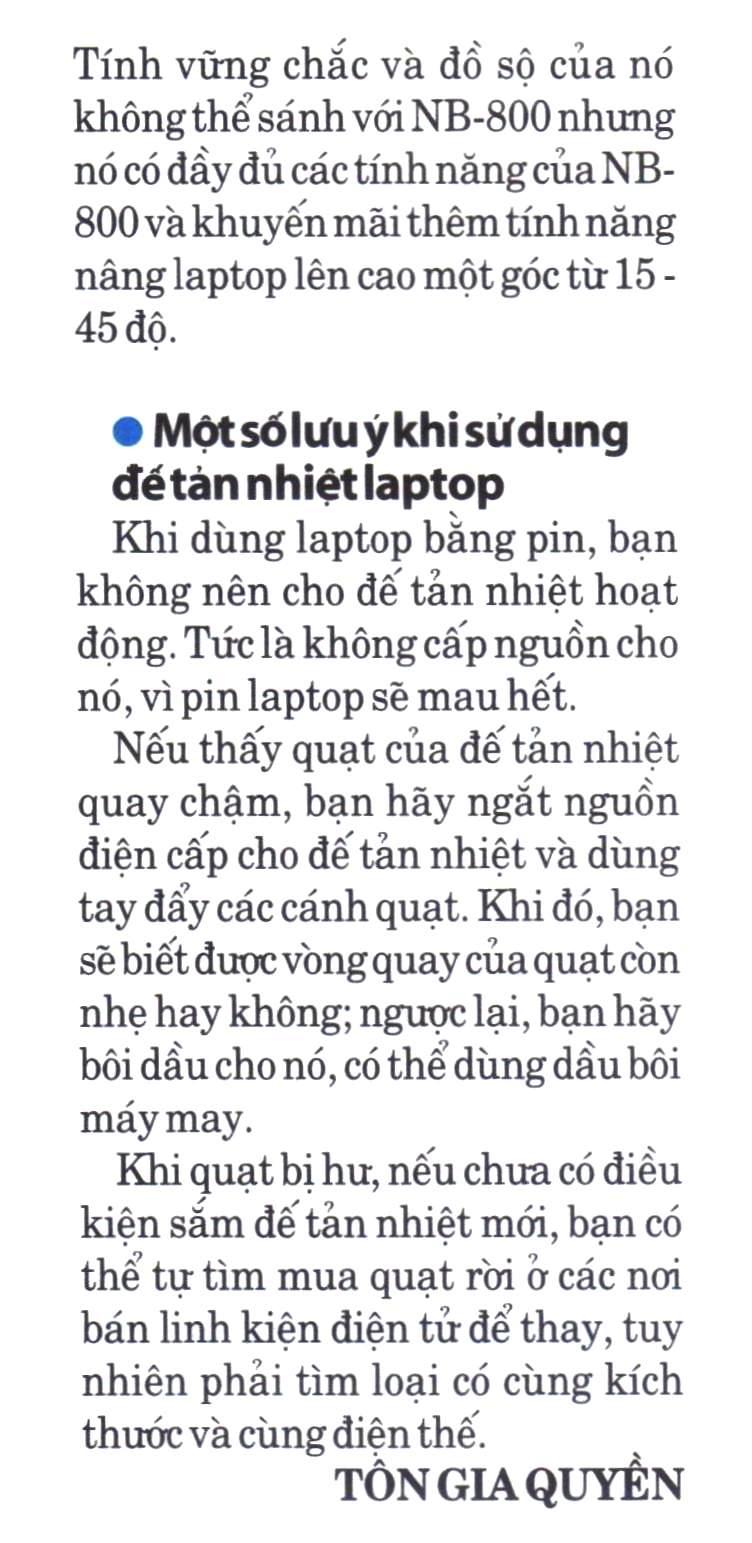 Tính vững chắc và đồ sộ của nó
không thể sánh với NB-800 nhưng
nó có đầy đủ các tính năng của NB-
800 và khuyến mãi thêm tính năng
nâng laptop lên cao một góc từ 15 -
45 độ.
● Một số lưu ý khi sử dụng
đế tản nhiệt laptop
Khi dùng laptop bằng pin, bạn
không nên cho đế tản nhiệt hoạt
động. Tức là không cấp nguồn cho
nó, vì pin laptop sẽ mau hết.
Nếu thấy quạt của đế tản nhiệt
quay chậm, bạn hãy ngắt nguồn
điện cấp cho đế tản nhiệt và dùng
tay đẩy các cánh quạt. Khi đó, bạn
sẽ biết được vòng quay của quạt còn
nhẹ hay không; ngược lại, bạn hãy
bôi dầu cho nó, có thể dùng dầu bôi
máy may.
Khi quạt bị hư, nếu chưa có điều
kiện sắm đế tản nhiệt mới, bạn có
thể tự tìm mua quạt rời ở các nơi
bán linh kiện điện tử để thay, tuy
nhiên phải tìm loại có cùng kích
thước và cùng điện thế.
TÔN GIA QUYỀN